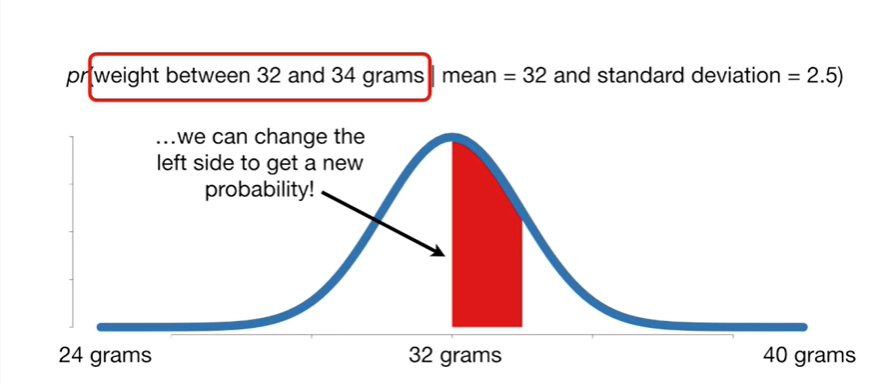 pr(weight between 32 and 34 grams | mean = 32 and standard deviation = 2.5)
…we can change the
left side to get a new
probability!
24 grams
32 grams
40 grams